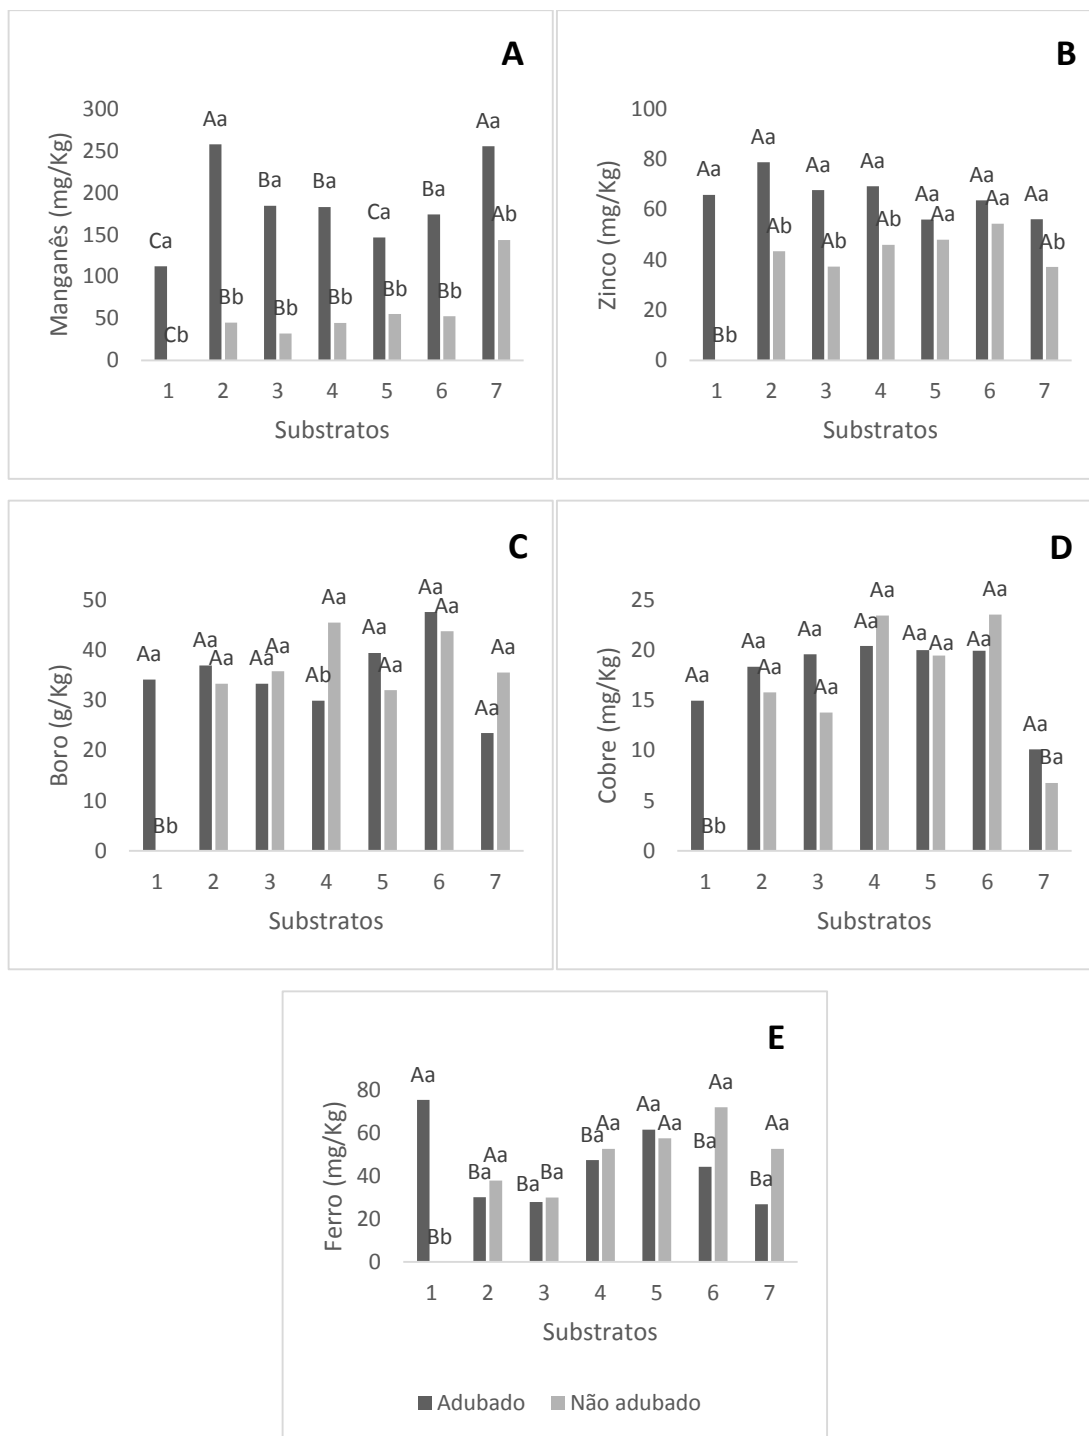 A
Manganês (mg/Kg)
300
250
200
150
100
50
0
Ca
Cb
Aa
Bb
Ba
Bb
Ba
Bb
Ca
Bb
Ba
Bb
Aa
Ab
1 2 3 4 5 6 7
Substratos
B
Zinco (mg/Kg)
100
80
60
40
20
0
Aa
Bb
Aa
Ab
Aa
Ab
Aa
Ab
Aa
Aa
Aa
Aa
Aa
Ab
1 2 3 4 5 6 7
Substratos
C
Boro (g/Kg)
50
40
30
20
10
0
Aa
Bb
Aa
Aa
Aa
Aa
Ab
Aa
Aa
Aa
Aa
Aa
Aa
Aa
1 2 3 4 5 6 7
Substratos
D
Cobre (mg/Kg)
25
20
15
10
5
0
Aa
Bb
Aa
Aa
Aa
Aa
Aa
Aa
Aa
Aa
Aa
Aa
Aa
Ba
1 2 3 4 5 6 7
Substratos
E
Ferro (mg/Kg)
80
60
40
20
0
Aa
Bb
Ba
Aa
Ba
Ba
Ba
Aa
Aa
Aa
Ba
Aa
Ba
Aa
1 2 3 4 5 6 7
Substratos
Adubado Não adubado